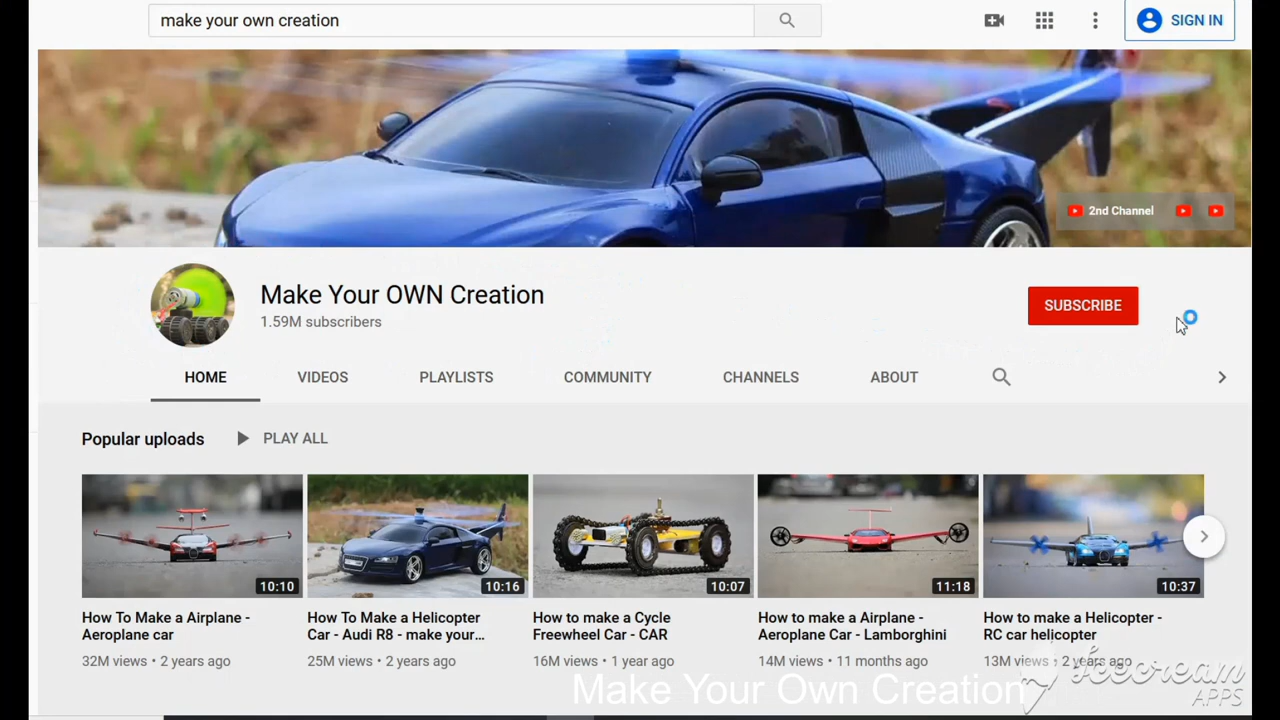 make your own creation
SIGN IN
2nd Channel
Make Your OWN Creation
1.59M subscribers
SUBSCRIBE
HOME VIDEOS PLAYLISTS COMMUNITY CHANNELS ABOUT
Popular uploads PLAY ALL
10:10 10:16 10:07 11:18 10:37
How To Make a Airplane -
Aeroplane car
32M views • 2 years ago
How To Make a Helicopter
Car - Audi R8 - make your...
25M views • 2 years ago
How to make a Cycle
Freewheel Car - CAR
16M views • 1 year ago
How to make a Airplane -
Aeroplane Car - Lamborghini
14M views • 11 months ago
How to make a Helicopter -
RC car helicopter
13M views • 2 years ago
Make Your Own Creation
Icecream
APPS